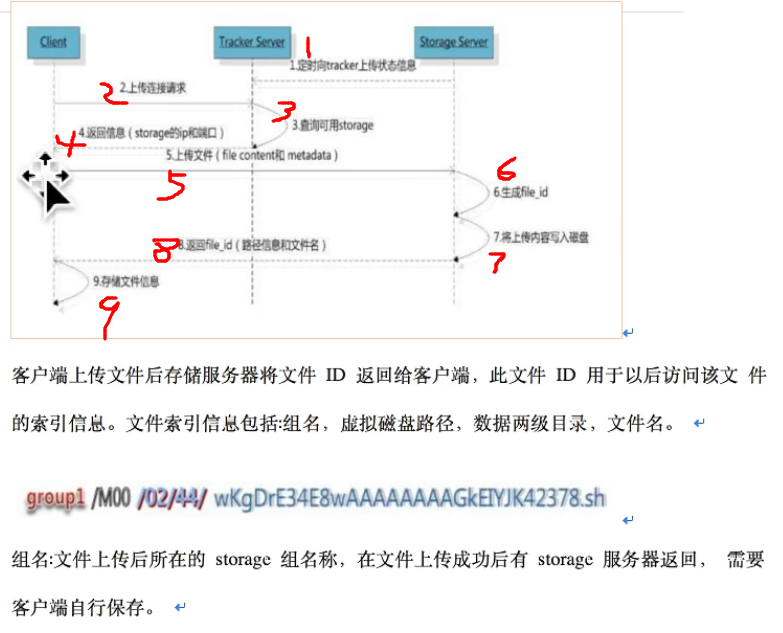 Client Tracker Server Storage Server
1
1.定时向tracker上传状态信息
2
2.上传连接请求
3
3.查询可用storage
4
4.返回信息（storage的ip和端口）
5.上传文件（file content和 metadata）
5
6
6.生成file_id
7.将上传内容写入磁盘
7
8
8.返回file_id（路径信息和文件名）
9.存储文件信息
9
客户端上传文件后存储服务器将文件 ID 返回给客户端，此文件 ID 用于以后访问该文 件
的索引信息。文件索引信息包括:组名，虚拟磁盘路径，数据两级目录，文件名。
group1 /M00 /02/44/ wKgDrE34E8wAAAAAAAAGkEIYJK42378.sh
组名:文件上传后所在的 storage 组名称，在文件上传成功后有 storage 服务器返回， 需要
客户端自行保存。